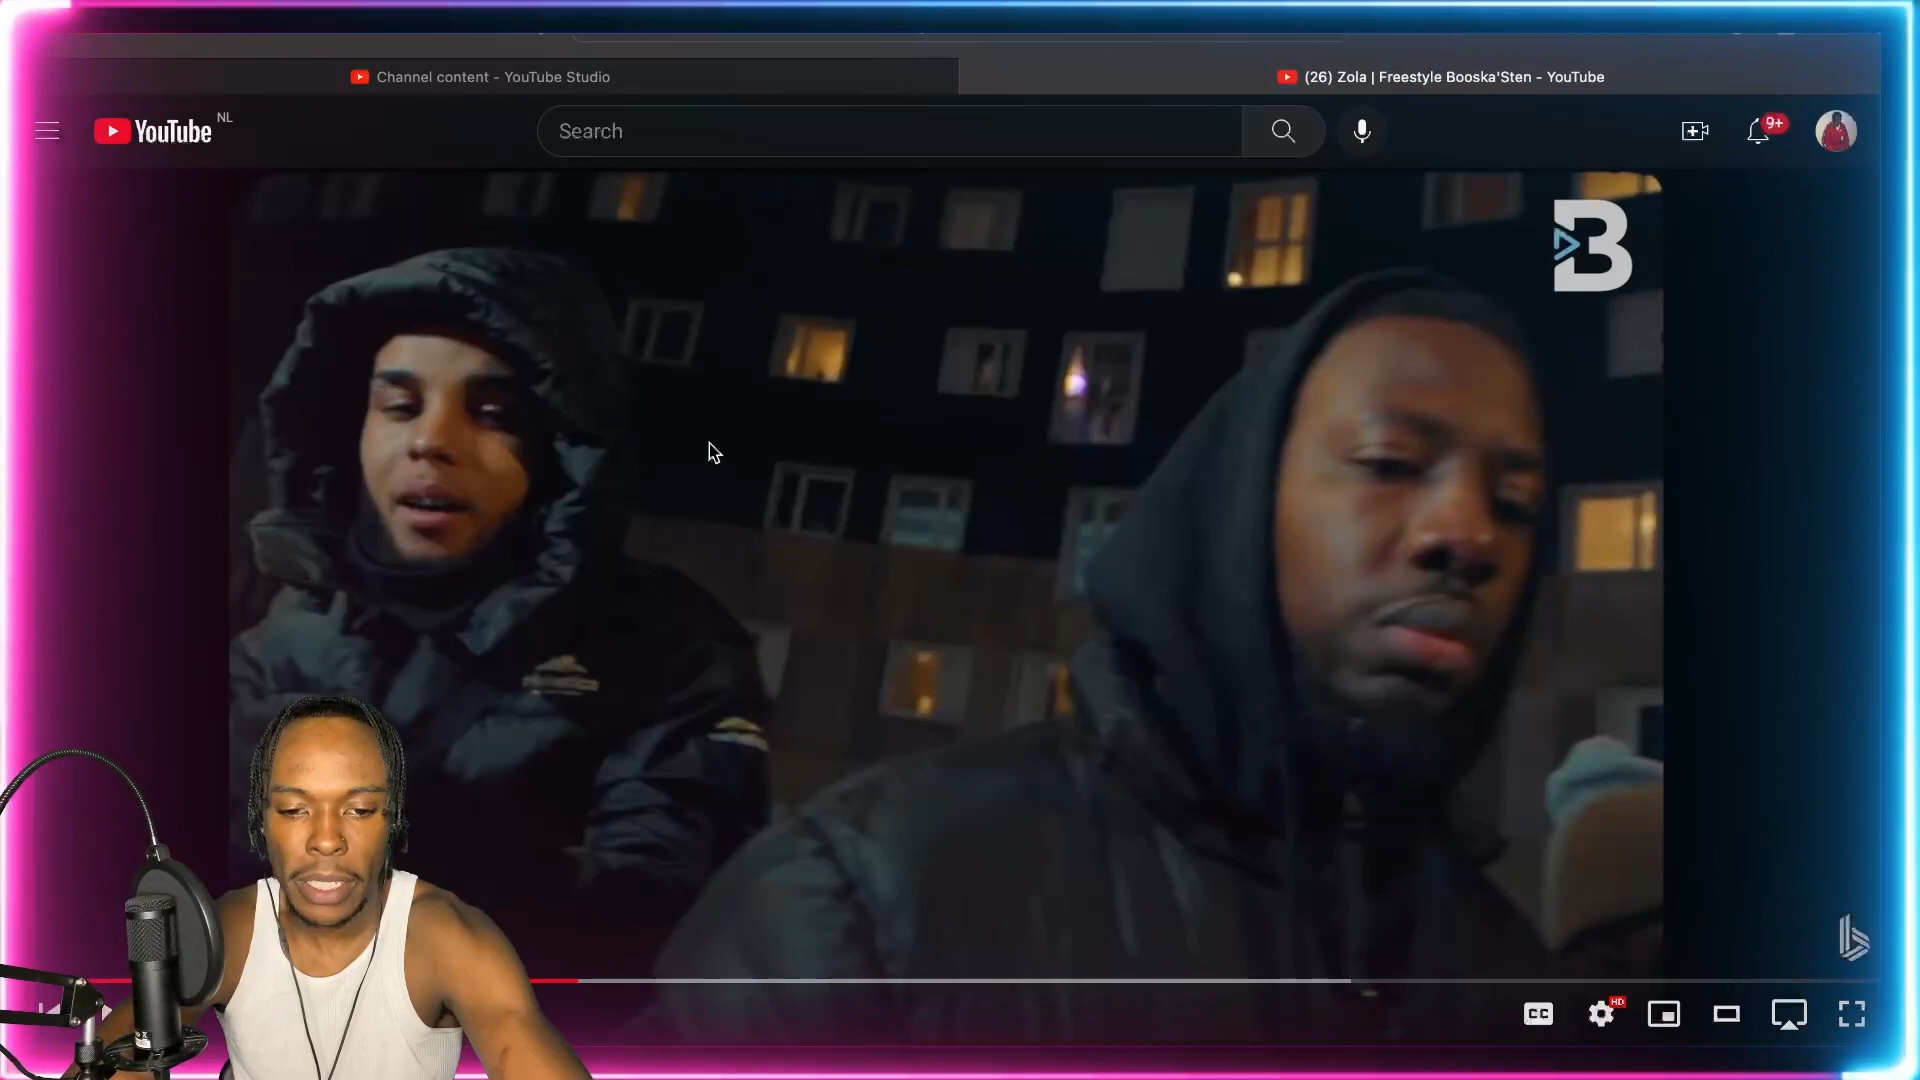 Channel content - YouTube Studio
(26) Zola | Freestyle Booska'Sten - YouTube
YouTube NL
Search
9+
B
HD
CC